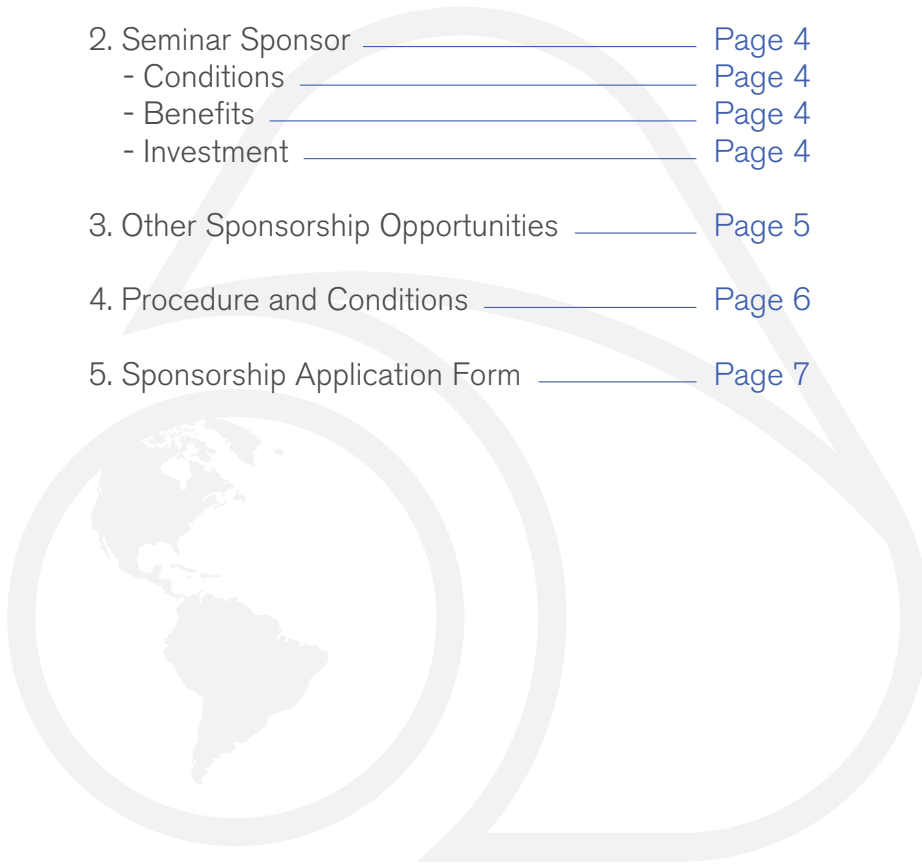 2. Seminar Sponsor Page 4
- Conditions Page 4
- Benefits Page 4
- Investment Page 4
3. Other Sponsorship Opportunities Page 5
4. Procedure and Conditions Page 6
5. Sponsorship Application Form Page 7